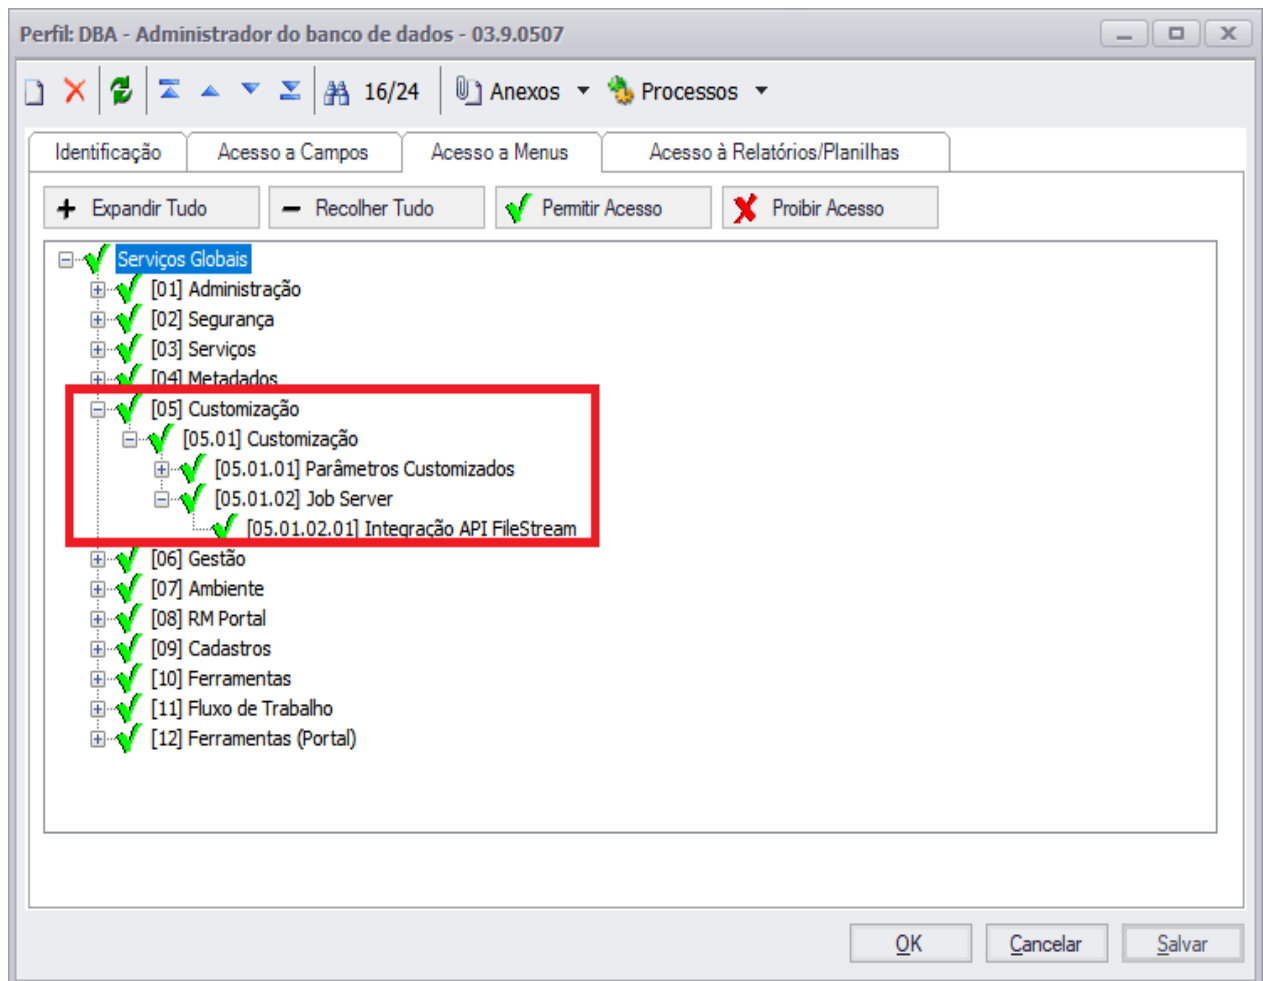 Perfil: DBA - Administrador do banco de dados - 03.9.0507
16/24 Anexos Processos
Identificação Acesso a Campos Acesso a Menus Acesso à Relatórios/Planilhas
Expandir Tudo Recolher Tudo Permitir Acesso Proibir Acesso
Serviços Globais
[01] Administração
[02] Segurança
[03] Serviços
[04] Metadados
[05] Customização
[05.01] Customização
[05.01.01] Parâmetros Customizados
[05.01.02] Job Server
[05.01.02.01] Integração API FileStream
[06] Gestão
[07] Ambiente
[08] RM Portal
[09] Cadastros
[10] Ferramentas
[11] Fluxo de Trabalho
[12] Ferramentas (Portal)
OK Cancelar Salvar